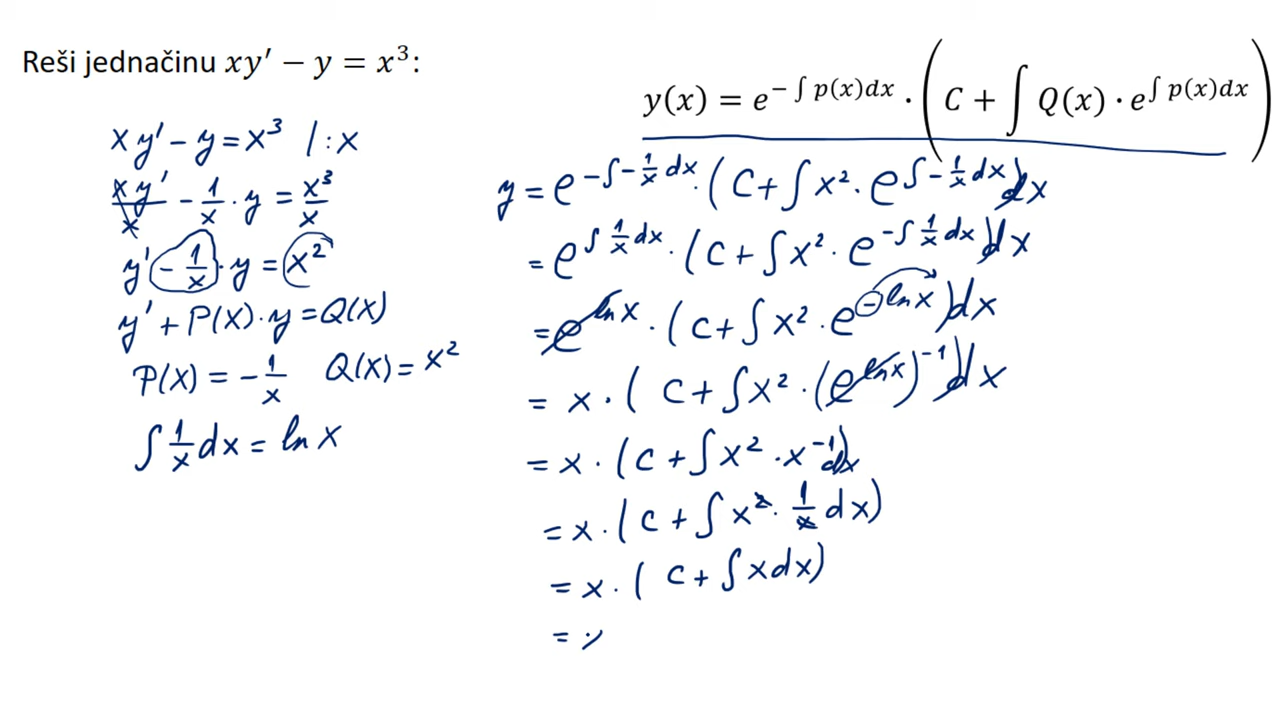 Reši jednačinu xy′ − y = x³:
y(x) = e^(− ∫ p(x)dx) · (C + ∫ Q(x) · e^(∫ p(x)dx))
xy' - y = x³ /:x
xy'/x - 1/x · y = x³/x
y' - 1/x · y = x²
y' + P(x)·y = Q(x)
P(x) = - 1/x Q(x) = x²
∫ 1/x dx = ln x
y = e^(-∫ - 1/x dx) · (C + ∫ x² · e^(∫ - 1/x dx)) dx
= e^(∫ 1/x dx) · (C + ∫ x² · e^(-∫ 1/x dx)) dx
= e^(ln x) · (C + ∫ x² · e^(- ln x)) dx
= x · (C + ∫ x² · (e^(ln x))⁻¹) dx
= x · (C + ∫ x² · x⁻¹) dx
= x · (C + ∫ x² · 1/x dx)
= x · (C + ∫ x dx)
= x